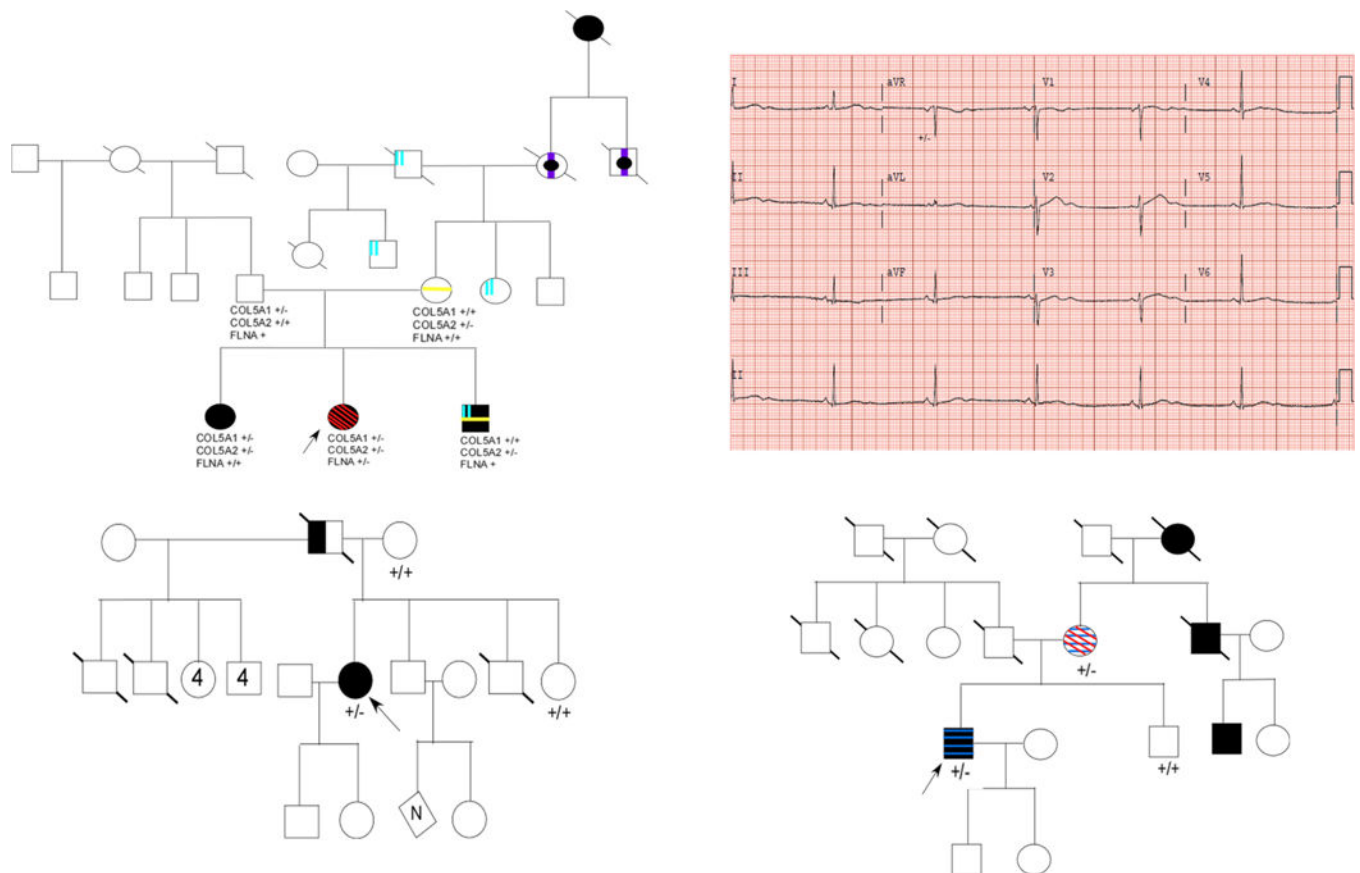 COL5A1 +/-
COL5A2 +/+
FLNA +
COL5A1 +/+
COL5A2 +/-
FLNA +/+
COL5A1 +/-
COL5A2 +/-
FLNA +/+
COL5A1 +/-
COL5A2 +/-
FLNA +/-
COL5A1 +/+
COL5A2 +/-
FLNA +
I
aVR
V1
V4
+/-
II
aVL
V2
V5
III
aVF
V3
V6
II
+/+
4
4
+/-
+/+
N
+/-
+/-
+/+